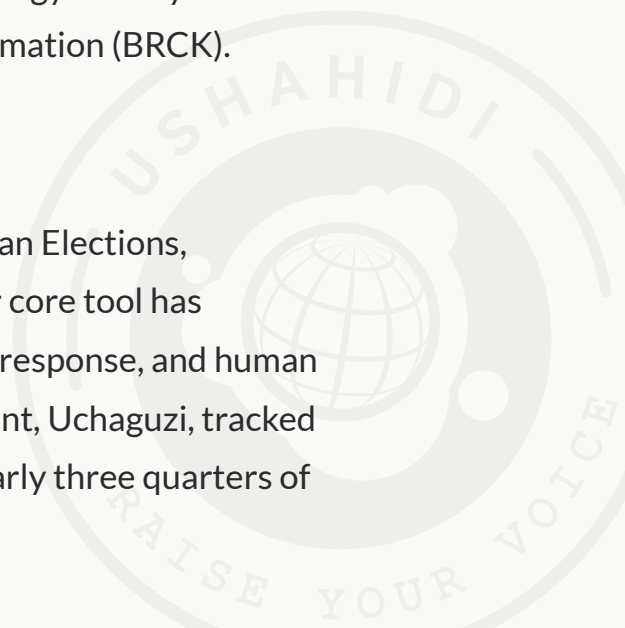 mation (BRCK).
USHAHIDI
an Elections,
core tool has
response, and human
nt, Uchaguzi, tracked
arly three quarters of
RAISE YOUR VOICE